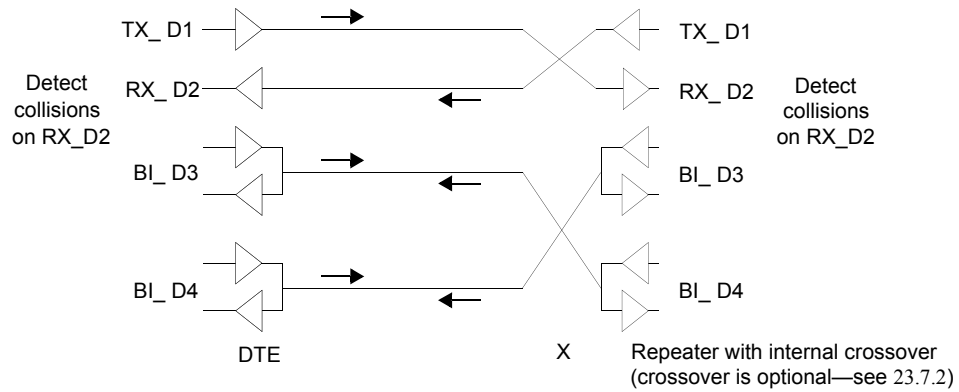 TX_ D1
TX_ D1
Detect
collisions
on RX_D2
RX_ D2
RX_ D2
Detect
collisions
on RX_D2
BI_ D3
BI_ D3
BI_ D4
BI_ D4
DTE
X
Repeater with internal crossover
(crossover is optional—see 23.7.2)